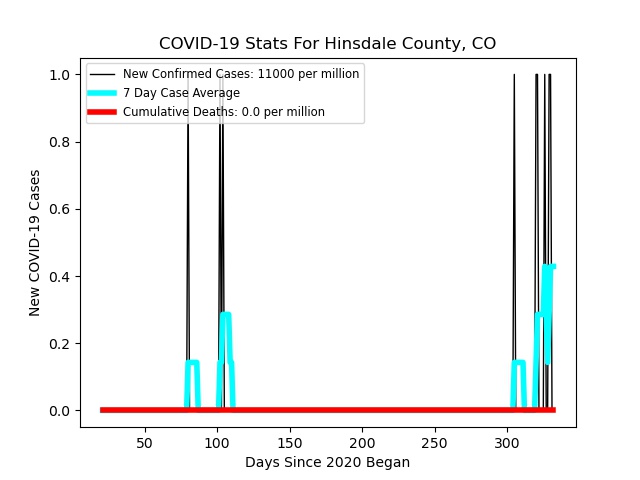 COVID-19 Stats For Hinsdale County, CO
New Confirmed Cases: 11000 per million
7 Day Case Average
Cumulative Deaths: 0.0 per million
New COVID-19 Cases
1.0
0.8
0.6
0.4
0.2
0.0
50 100 150 200 250 300
Days Since 2020 Began